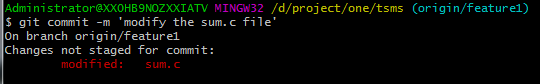 Administrator@XXOHB9NOZXXIATV MINGW32 /d/project/one/tsms (origin/feature1)
$ git commit -m 'modify the sum.c file'
On branch origin/feature1
Changes not staged for commit:
modified: sum.c